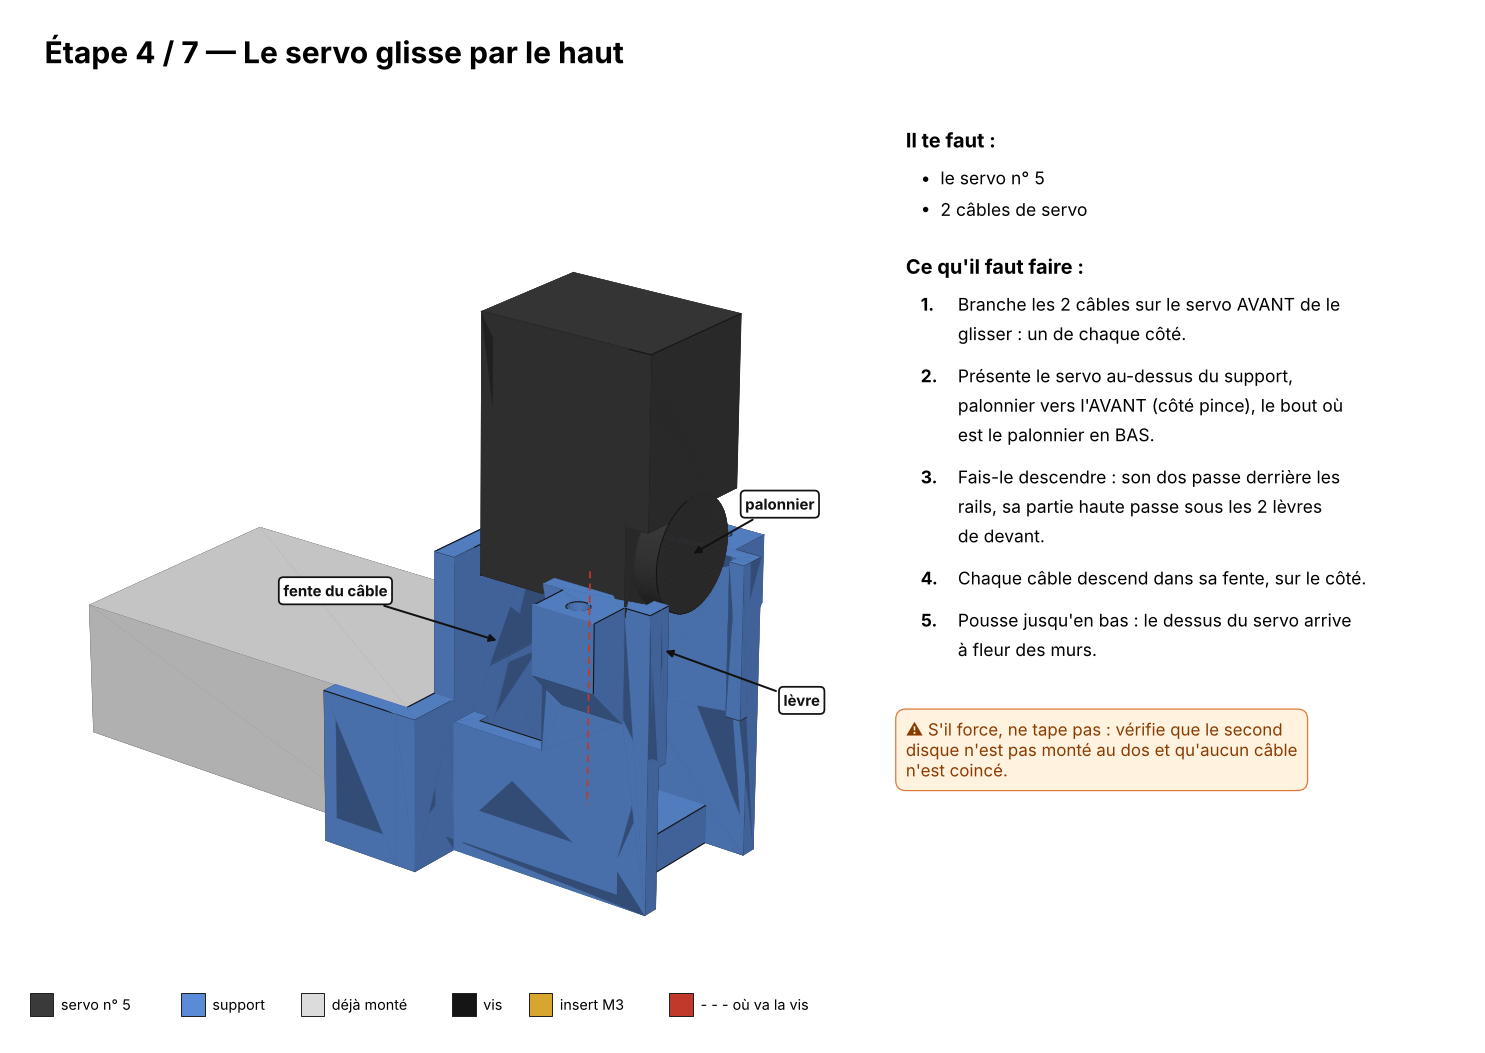 Étape 4 / 7 — Le servo glisse par le haut
Il te faut :
• le servo n° 5
• 2 câbles de servo
Ce qu'il faut faire :
1. Branche les 2 câbles sur le servo AVANT de le
glisser : un de chaque côté.
2. Présente le servo au-dessus du support,
palonnier vers l'AVANT (côté pince), le bout où
est le palonnier en BAS.
3. Fais-le descendre : son dos passe derrière les
rails, sa partie haute passe sous les 2 lèvres
de devant.
4. Chaque câble descend dans sa fente, sur le côté.
5. Pousse jusqu'en bas : le dessus du servo arrive
à fleur des murs.
⚠ S'il force, ne tape pas : vérifie que le second
disque n'est pas monté au dos et qu'aucun câble
n'est coincé.
palonnier
fente du câble
lèvre
servo n° 5
support
déjà monté
vis
insert M3
- - - où va la vis